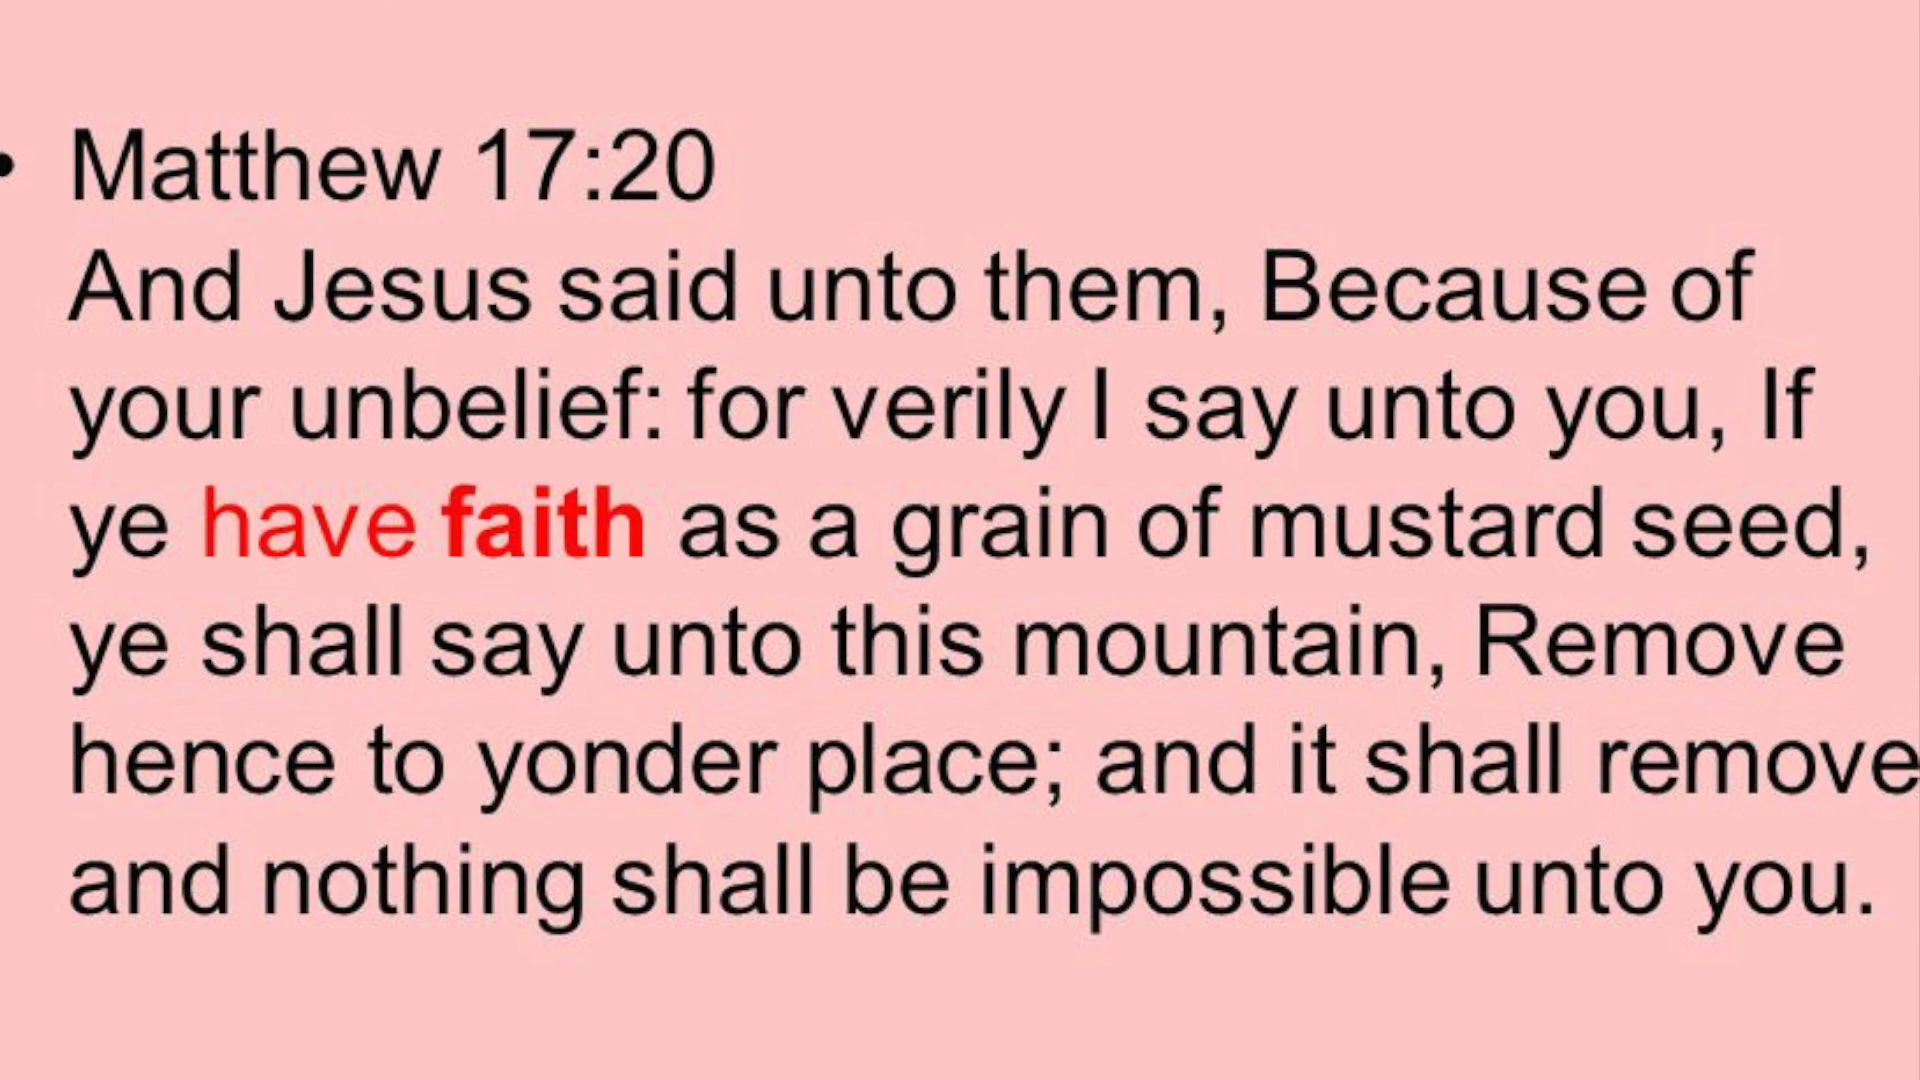 • Matthew 17:20
And Jesus said unto them, Because of
your unbelief: for verily I say unto you, If
ye have faith as a grain of mustard seed,
ye shall say unto this mountain, Remove
hence to yonder place; and it shall remove
and nothing shall be impossible unto you.